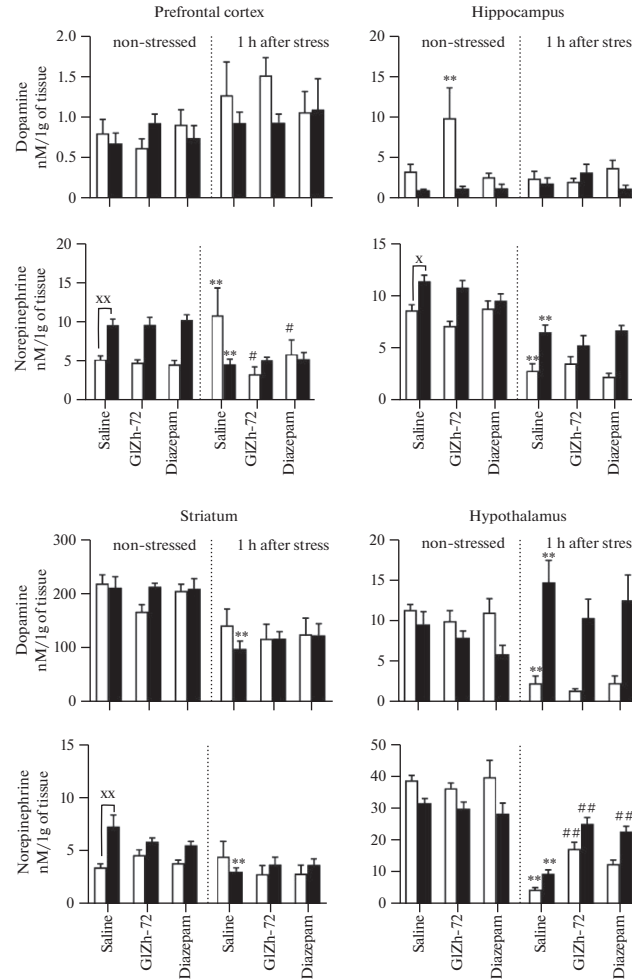 Prefrontal cortex
Hippocampus
Dopamine
nM/1g of tissue
2.0
1.5
1.0
0.5
0
non-stressed
1 h after stress
non-stressed
1 h after stress
20
15
10
5
0
**
Norepinephrine
nM/1g of tissue
20
15
10
5
0
xx
**
**
#
#
15
10
5
0
x
**
**
Saline
GlZh-72
Diazepam
Saline
GlZh-72
Diazepam
Saline
GlZh-72
Diazepam
Saline
GlZh-72
Diazepam
Striatum
Hypothalamus
Dopamine
nM/1g of tissue
300
200
100
0
non-stressed
1 h after stress
**
20
15
10
5
0
non-stressed
1 h after stress
**
**
Norepinephrine
nM/1g of tissue
15
10
5
0
xx
**
50
40
30
20
10
0
**
**
##
##
##
Saline
GlZh-72
Diazepam
Saline
GlZh-72
Diazepam
Saline
GlZh-72
Diazepam
Saline
GlZh-72
Diazepam